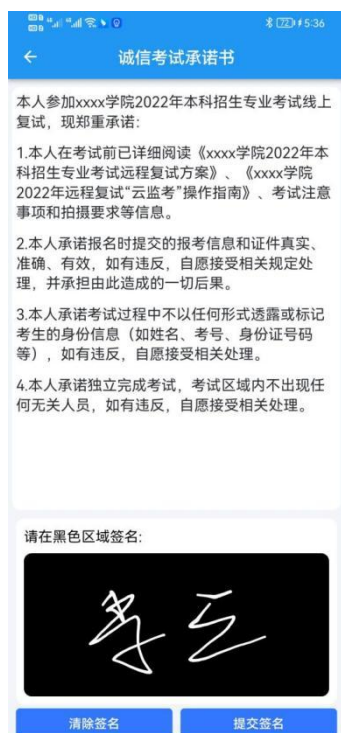 72 5:36
诚信考试承诺书
本人参加xxxx学院2022年本科招生专业考试线上
复试，现郑重承诺：
1.本人在考试前已详细阅读《xxxx学院2022年本
科招生专业考试远程复试方案》、《xxxx学院
2022年远程复试“云监考”操作指南》、考试注意
事项和拍摄要求等信息。
2.本人承诺报名时提交的报考信息和证件真实、
准确、有效，如有违反，自愿接受相关规定处
理，并承担由此造成的一切后果。
3.本人承诺考试过程中不以任何形式透露或标记
考生的身份信息（如姓名、考号、身份证号码
等），如有违反，自愿接受相关处理。
4.本人承诺独立完成考试，考试区域内不出现任
何无关人员，如有违反，自愿接受相关处理。
请在黑色区域签名:
清除签名 提交签名